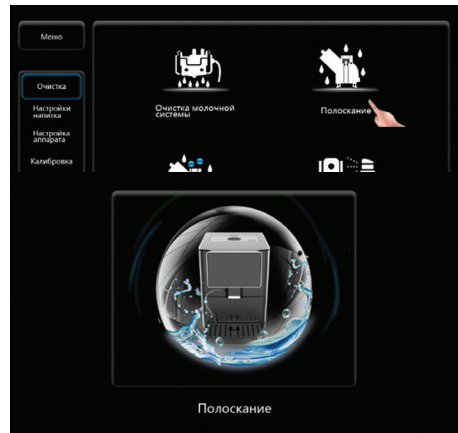 Меню
Очистка
Настройки
напитка
Настройка
аппарата
Калибровка
Очистка молочной
системы
Полоскание
Полоскание